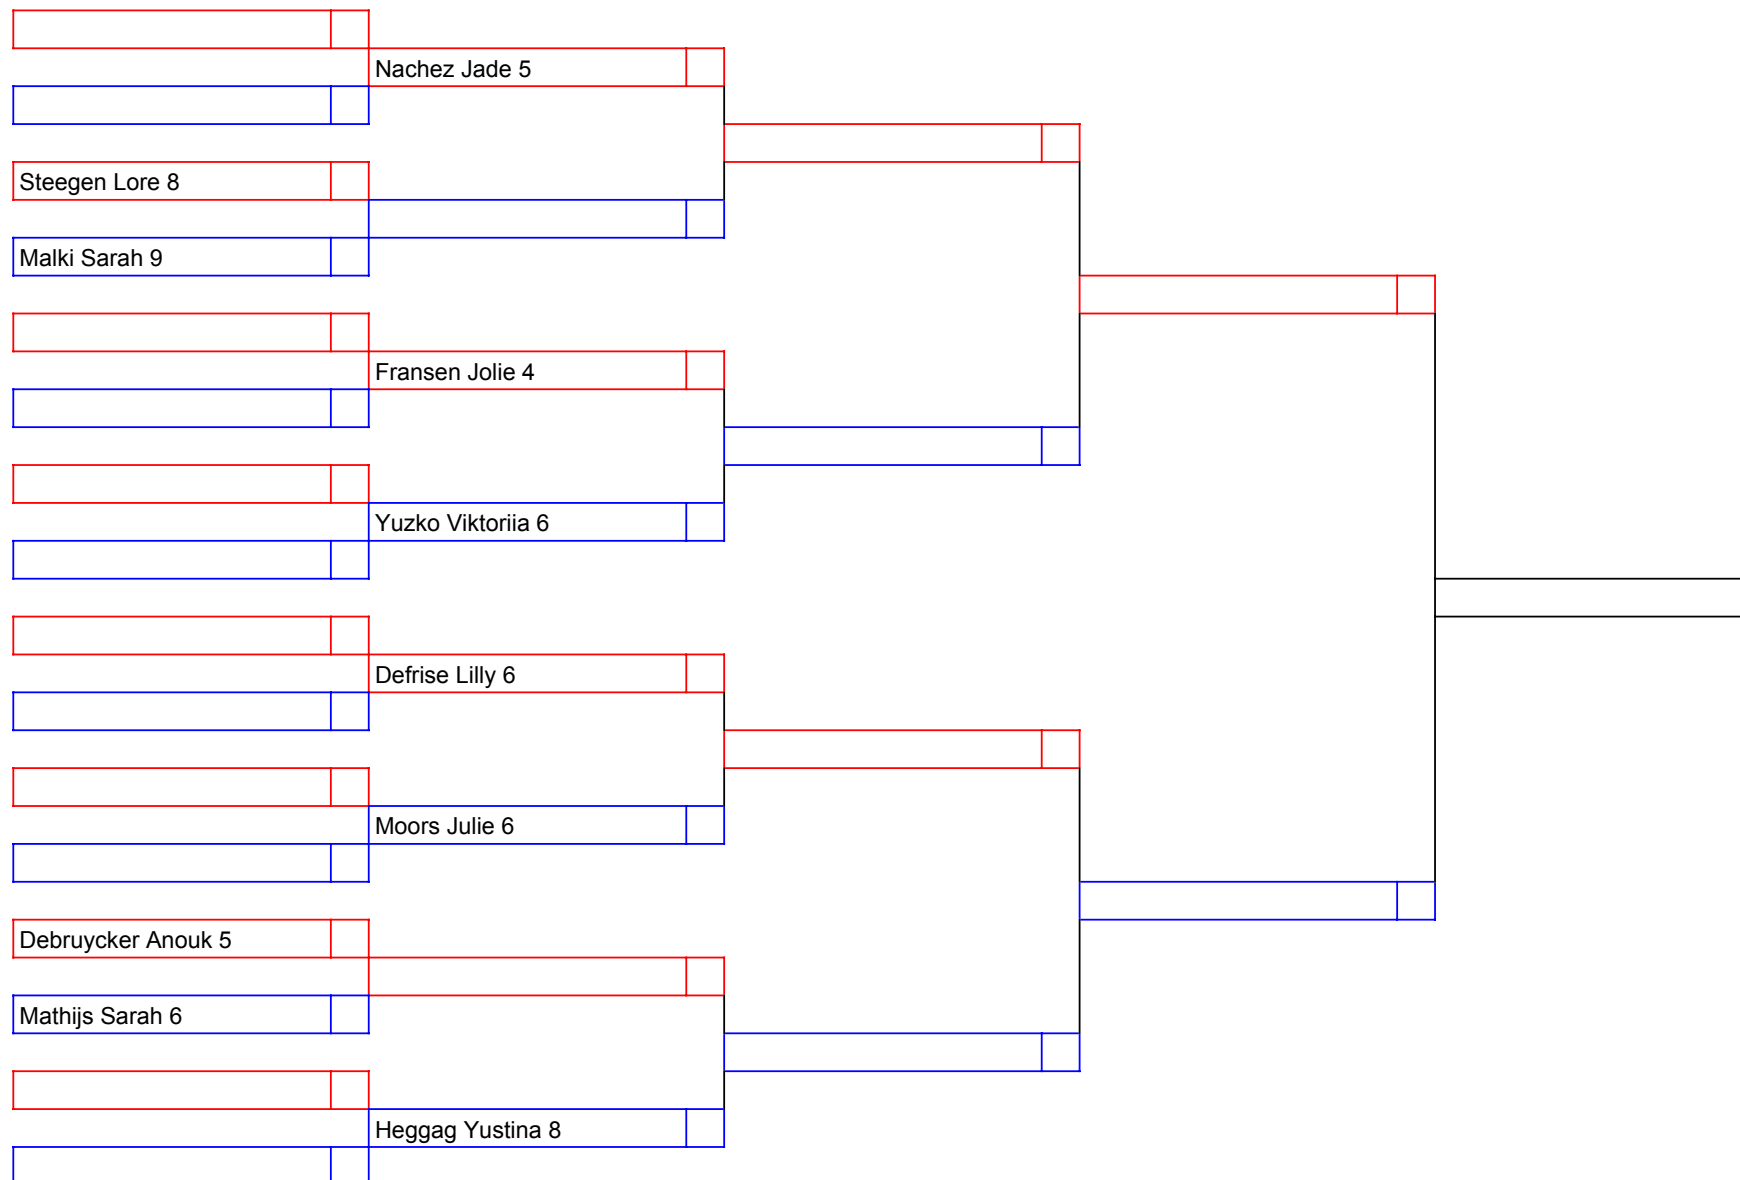 Nachez Jade 5
Steegen Lore 8
Malki Sarah 9
Fransen Jolie 4
Yuzko Viktoriia 6
Defrise Lilly 6
Moors Julie 6
Debruycker Anouk 5
Mathijs Sarah 6
Heggag Yustina 8